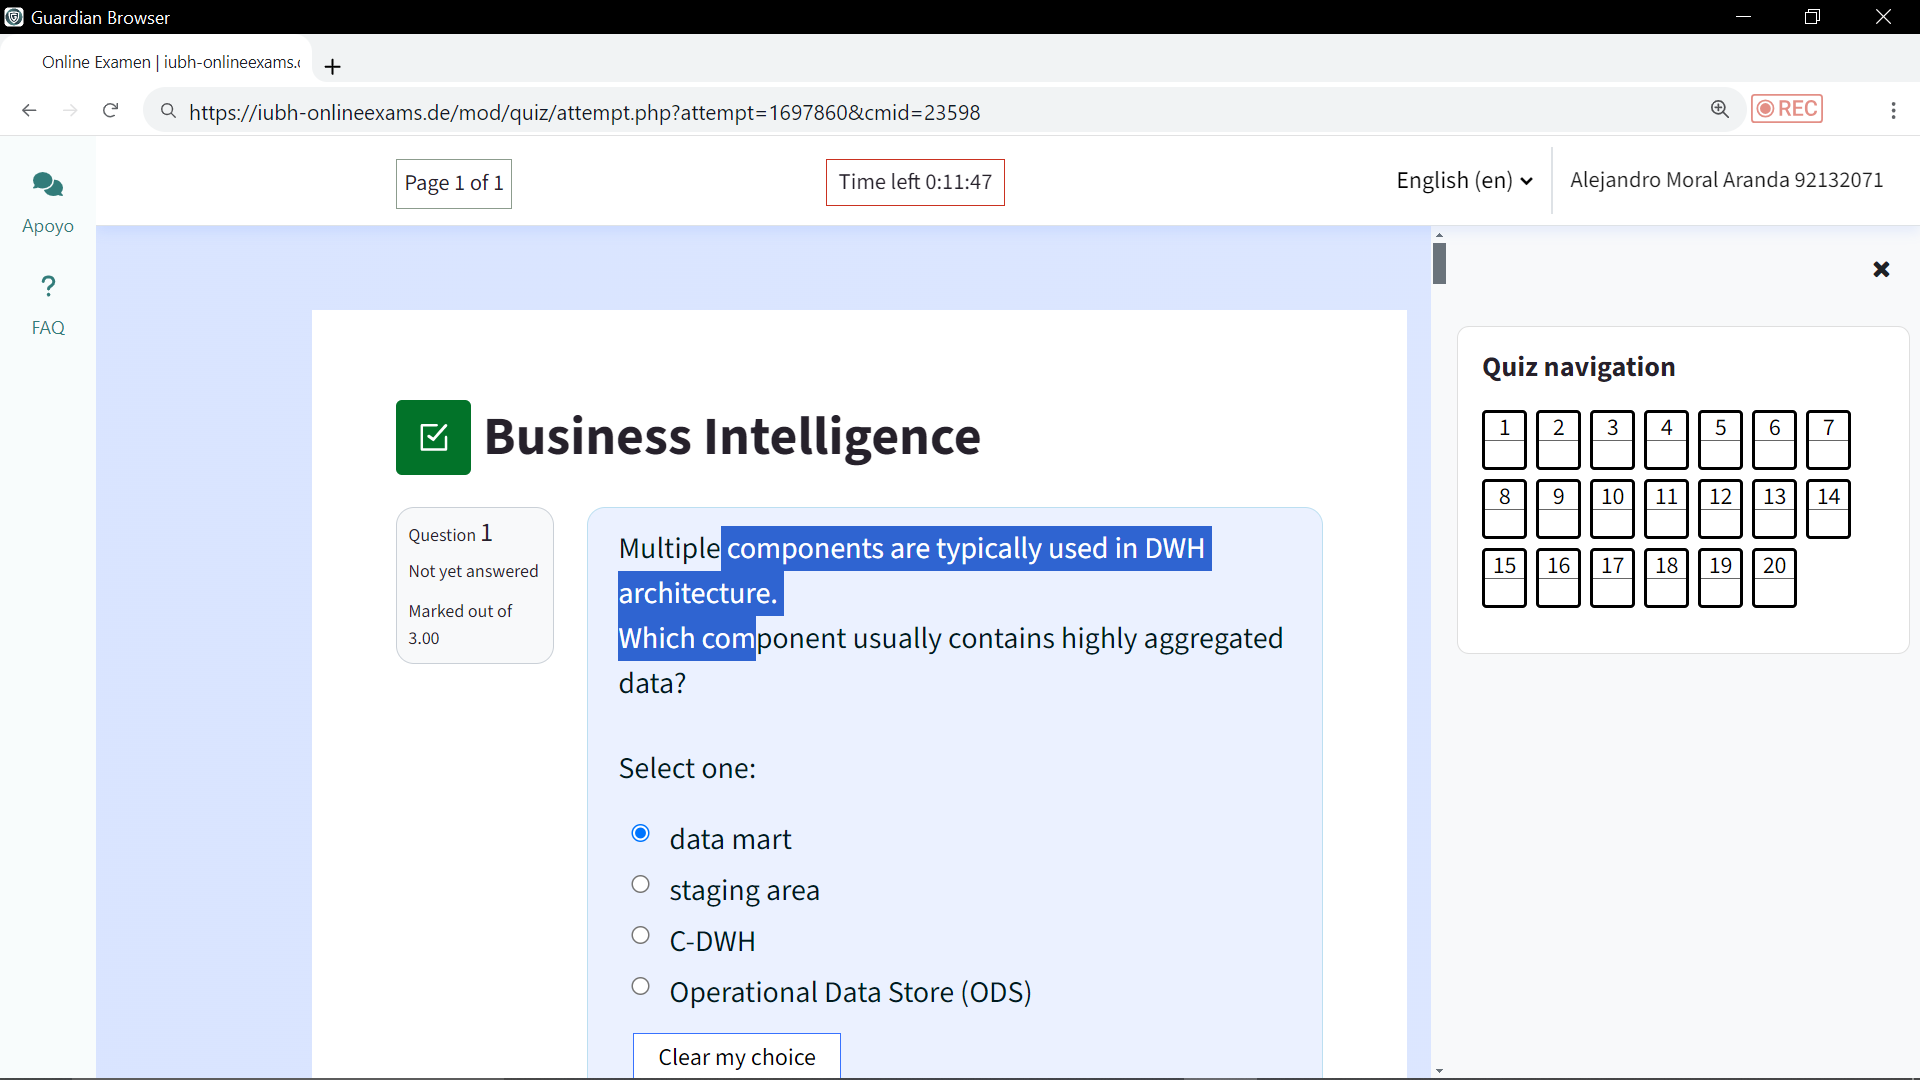 Guardian Browser
Online Examen | iubh-onlineexams.
https://iubh-onlineexams.de/mod/quiz/attempt.php?attempt=1697860&cmid=23598
REC
Page 1 of 1
Time left 0:11:47
English (en)
Alejandro Moral Aranda 92132071
Apoyo
?
FAQ
Business Intelligence
Question 1
Not yet answered
Marked out of
3.00
Multiple components are typically used in DWH
architecture.
Which component usually contains highly aggregated
data?
Select one:
data mart
staging area
C-DWH
Operational Data Store (ODS)
Clear my choice
Quiz navigation
1 2 3 4 5 6 7
8 9 10 11 12 13 14
15 16 17 18 19 20